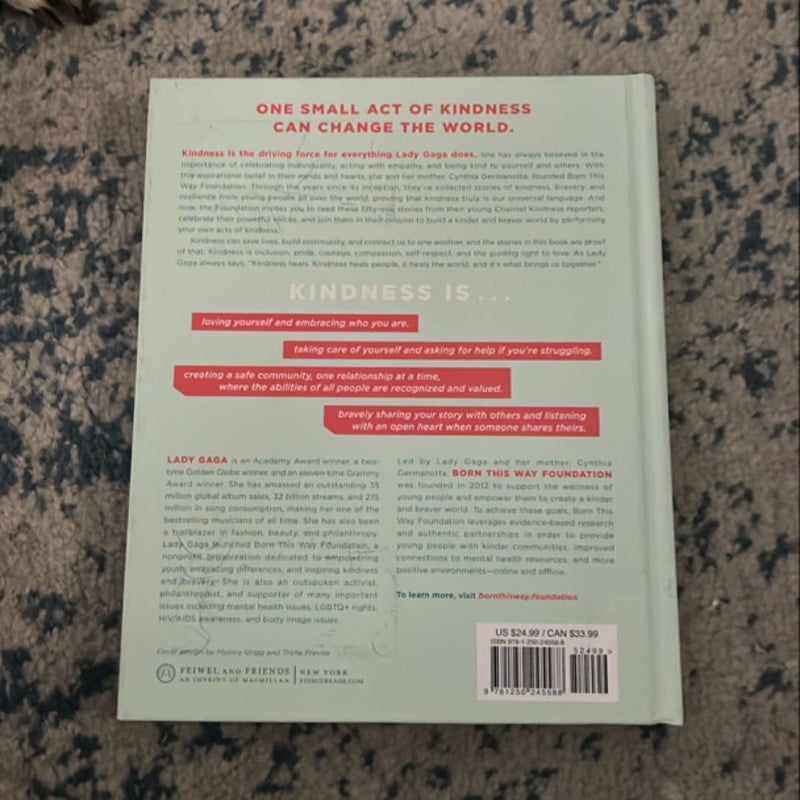 ONE SMALL ACT OF KINDNESS
CAN CHANGE THE WORLD.
Kindness is the driving force for everything Lady Gaga does. She has always believed in the
importance of celebrating individuality, acting with empathy, and being kind to yourself and others. With
this aspirational belief in their minds and hearts, she and her mother, Cynthia Germanotta, founded Born This
Way Foundation. Through the years since its inception, they've collected stories of kindness, bravery, and
resilience from young people all over the world, proving that kindness truly is our universal language. And
now, the Foundation invites you to read these fifty-one stories from their young Channel Kindness reporters,
celebrate their powerful voices, and join them in their mission to build a kinder and braver world by performing
your own acts of kindness.
Kindness can save lives, build community, and connect us to one another, and the stories in this book are proof
of that. Kindness is inclusion, pride, courage, compassion, self-respect, and the guiding light to love. As Lady
Gaga always says, "Kindness heals. Kindness heals people, it heals the world, and it's what brings us together."
KINDNESS IS...
loving yourself and embracing who you are.
taking care of yourself and asking for help if you're struggling.
creating a safe community, one relationship at a time,
where the abilities of all people are recognized and valued.
bravely sharing your story with others and listening
with an open heart when someone shares theirs.
LADY GAGA is an Academy Award winner, a two-
time Golden Globe winner, and an eleven-time Grammy
Award winner. She has amassed an outstanding 35
million global album sales, 32 billion streams, and 275
million in song consumption, making her one of the
bestselling musicians of all time. She has also been
a trailblazer in fashion, beauty, and philanthropy.
Lady Gaga launched Born This Way Foundation, a
nonprofit organization dedicated to empowering
youth, embracing differences, and inspiring kindness
and bravery. She is also an outspoken activist,
philanthropist, and supporter of many important
issues including mental health issues, LGBTQ+ rights,
HIV/AIDS awareness, and body image issues.
Led by Lady Gaga and her mother, Cynthia
Germanotta, BORN THIS WAY FOUNDATION
was founded in 2012 to support the wellness of
young people and empower them to create a kinder
and braver world. To achieve these goals, Born This
Way Foundation leverages evidence-based research
and authentic partnerships in order to provide
young people with kinder communities, improved
connections to mental health resources, and more
positive environments—online and offline.
To learn more, visit bornthisway.foundation
Cover design by Mallory Grigg and Trisha Previte
FEIWEL AND FRIENDS | NEW YORK
AN IMPRINT OF MACMILLAN | FIERCEREADS.COM
US $24.99 / CAN $33.99
ISBN 978-1-250-24558-8
52499>
9 781250 245588